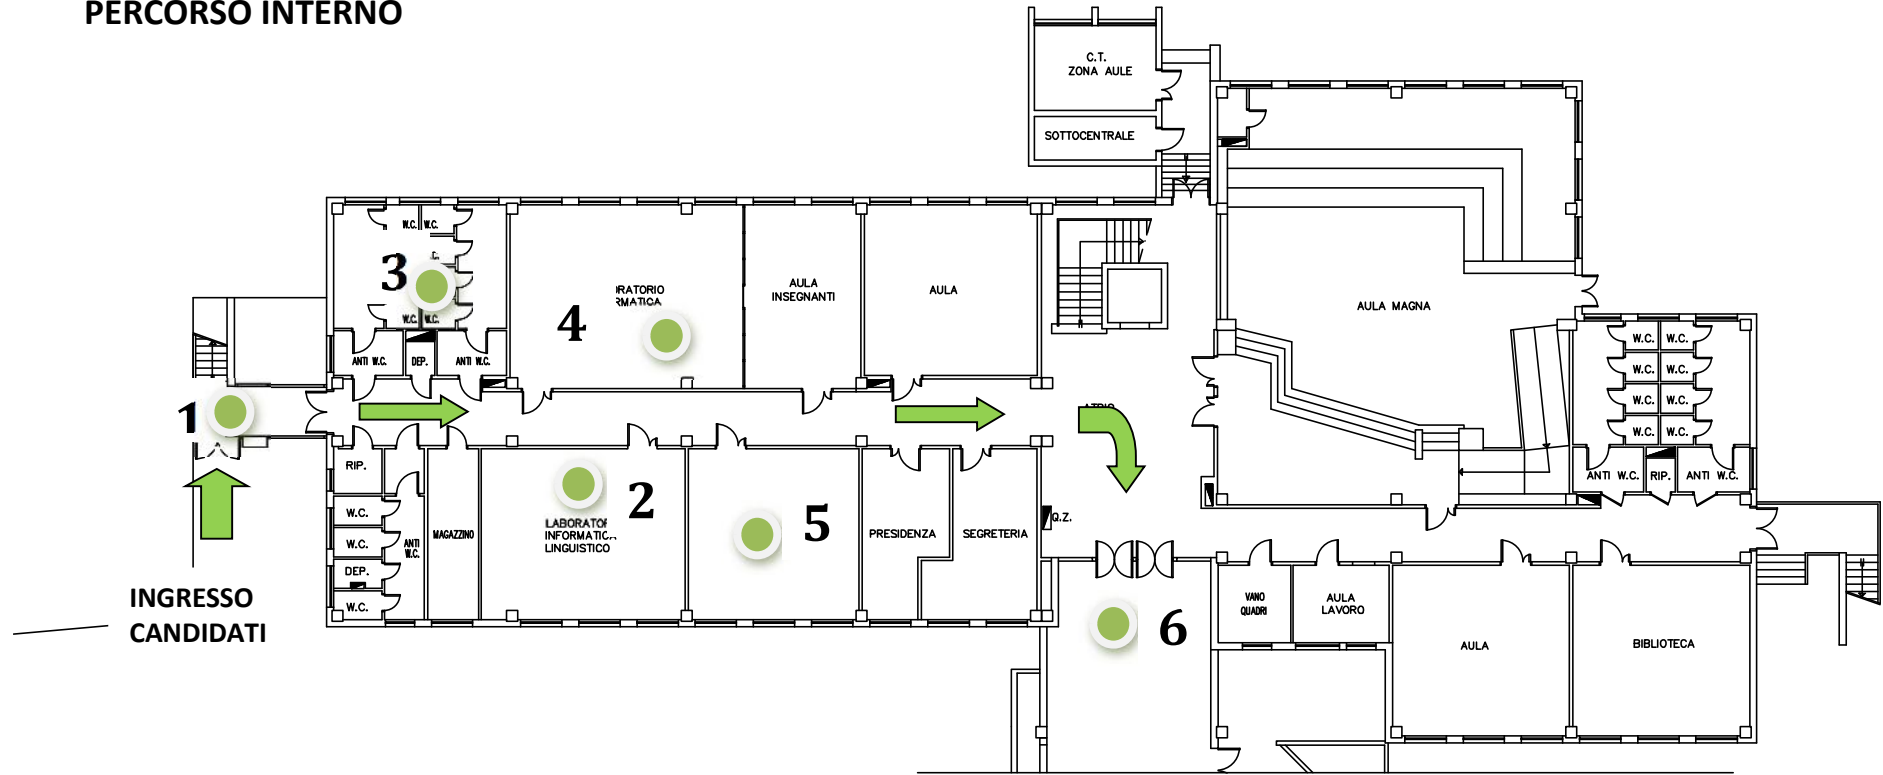 PERCORSO INTERNO
C.T.
ZONA AULE
SOTTOCENTRALE
W.C. W.C.
3
W.C. W.C.
ANTI W.C.
DEP.
ANTI W.C.
4
AULA
INSEGNANTI
AULA
AULA MAGNA
W.C. W.C.
W.C. W.C.
W.C. W.C.
W.C. W.C.
ANTI W.C.
RIP.
ANTI W.C.
1
RIP.
W.C.
W.C.
DEP.
W.C.
ANTI
W.C.
MAGAZZINO
2
INFORMATIC
LINGUISTICO
5
PRESIDENZA
SEGRETERIA
Q.Z.
6
VANO
QUADRI
AULA
LAVORO
AULA
BIBLIOTECA
INGRESSO
CANDIDATI